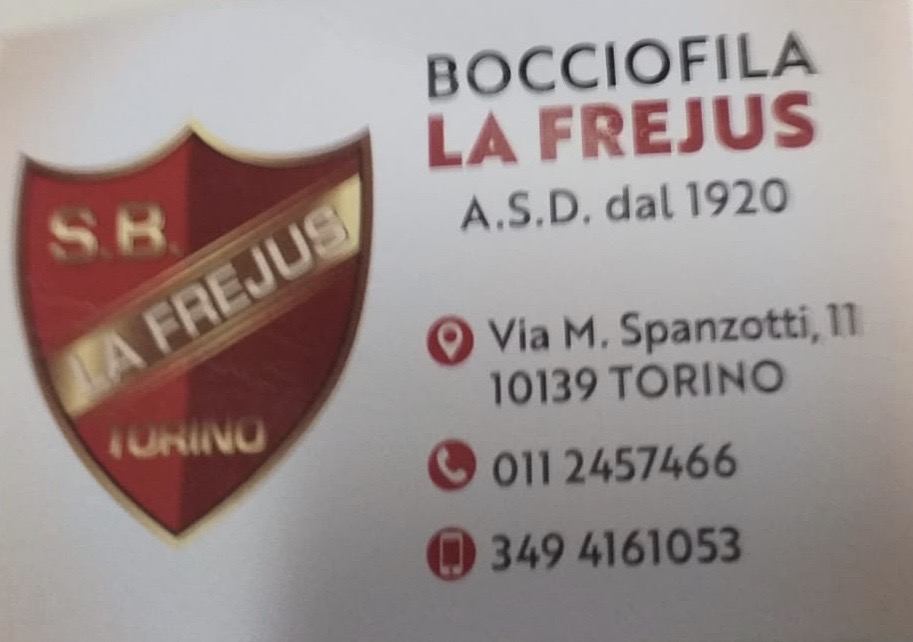 S.B.
LA FREJUS
TORINO
BOCCIOFILA
LA FREJUS
A.S.D. dal 1920
Via M. Spanzotti, 11
10139 TORINO
011 2457466
349 4161053